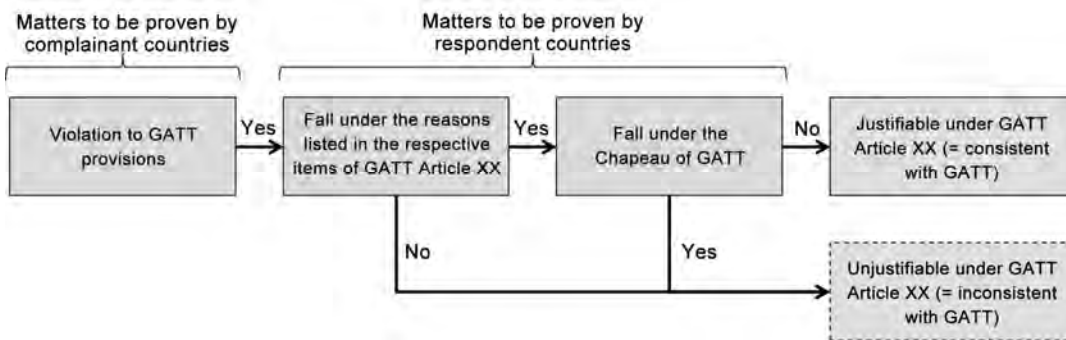 Matters to be proven by
complainant countries
Matters to be proven by
respondent countries
Violation to GATT
provisions
Yes
Fall under the reasons
listed in the respective
items of GATT Article XX
Yes
Fall under the
Chapeau of GATT
No
Justifiable under GATT
Article XX (= consistent
with GATT)
No
Yes
Unjustifiable under GATT
Article XX (= inconsistent
with GATT)